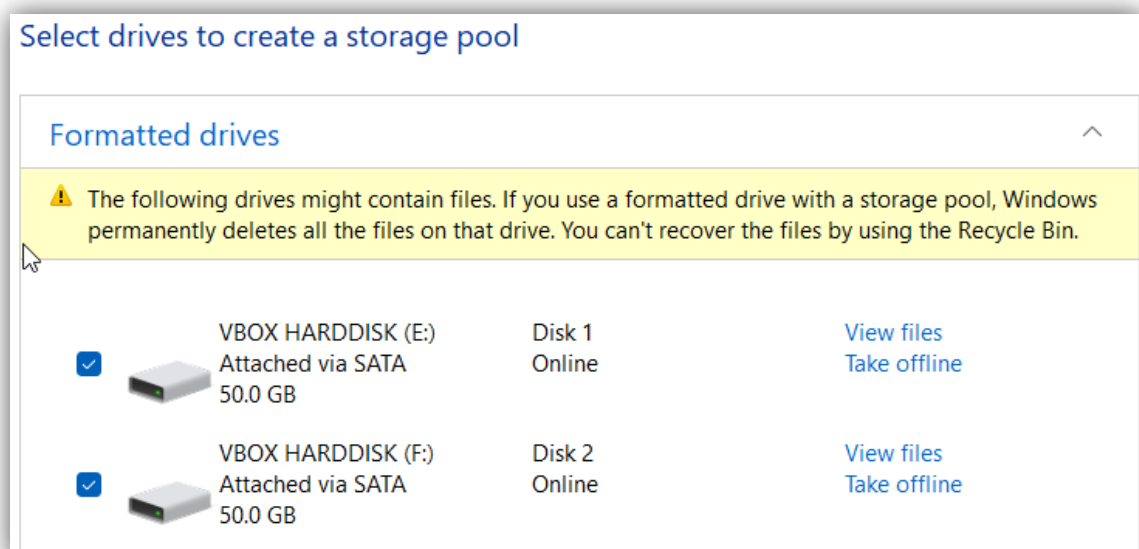 Select drives to create a storage pool
Formatted drives
The following drives might contain files. If you use a formatted drive with a storage pool, Windows
permanently deletes all the files on that drive. You can't recover the files by using the Recycle Bin.
VBOX HARDDISK (E:) Disk 1 View files
Attached via SATA Online Take offline
50.0 GB
VBOX HARDDISK (F:) Disk 2 View files
Attached via SATA Online Take offline
50.0 GB